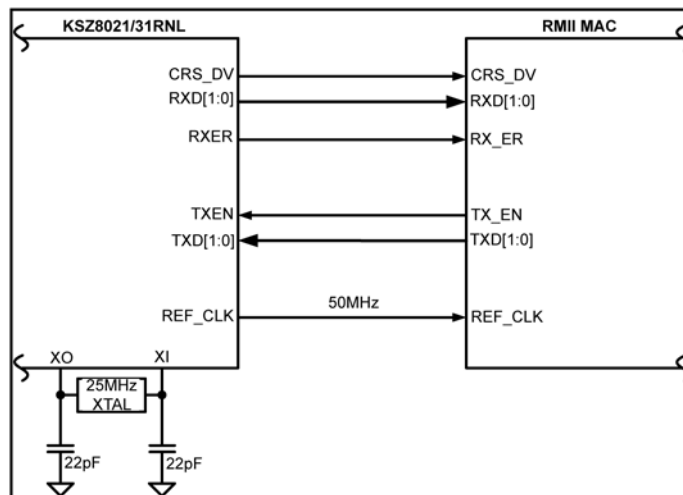 KSZ8021/31RNL
RMII MAC
CRS_DV
CRS_DV
RXD[1:0]
RXD[1:0]
RXER
RX_ER
TXEN
TX_EN
TXD[1:0]
TXD[1:0]
50MHz
REF_CLK
REF_CLK
XO
XI
25MHz
XTAL
22pF
22pF